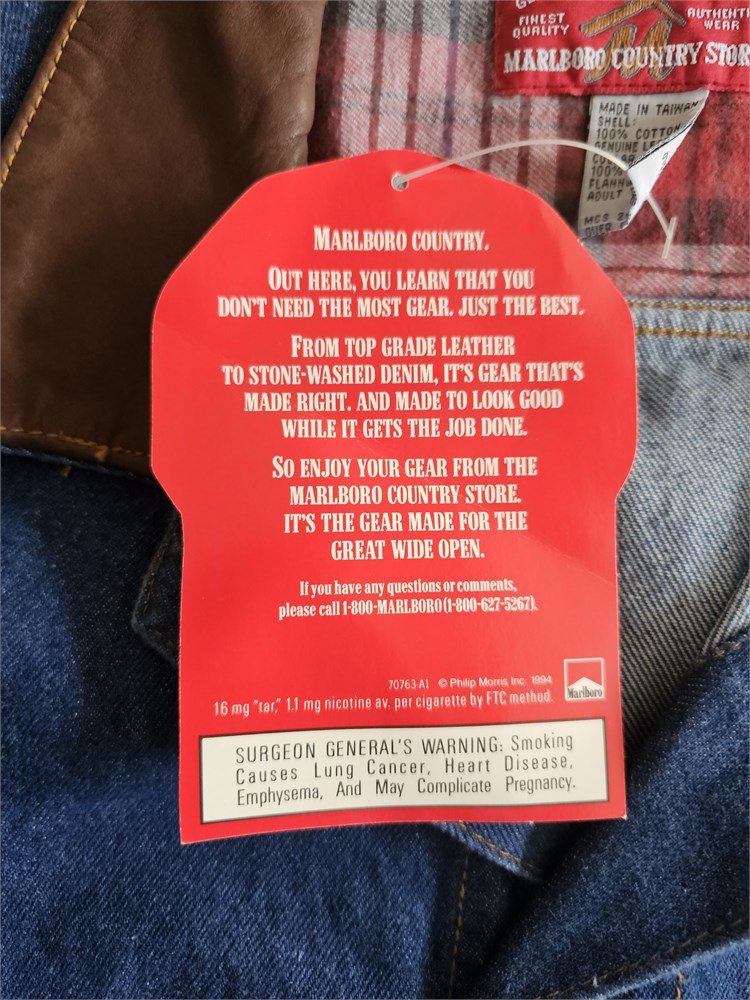 FINEST
QUALITY
AUTHENTI
WEAR
MARLBORO COUNTRY STOR
MADE IN TAIWAN
SHELL:
100% COTTON
GENUINE
100%
ADULT
MARLBORO COUNTRY.
OUT HERE, YOU LEARN THAT YOU
DON'T NEED THE MOST GEAR. JUST THE BEST.
FROM TOP GRADE LEATHER
TO STONE-WASHED DENIM, IT'S GEAR THAT'S
MADE RIGHT. AND MADE TO LOOK GOOD
WHILE IT GETS THE JOB DONE.
SO ENJOY YOUR GEAR FROM THE
MARLBORO COUNTRY STORE.
IT'S THE GEAR MADE FOR THE
GREAT WIDE OPEN.
If you have any questions or comments,
please call 1-800-MARLBORO (1-800-627-5267).
70763-A1 © Philip Morris Inc. 1994
Marlboro
16 mg "tar," 1.1 mg nicotine av. per cigarette by FTC method.
SURGEON GENERAL'S WARNING: Smoking
Causes Lung Cancer, Heart Disease,
Emphysema, And May Complicate Pregnancy.